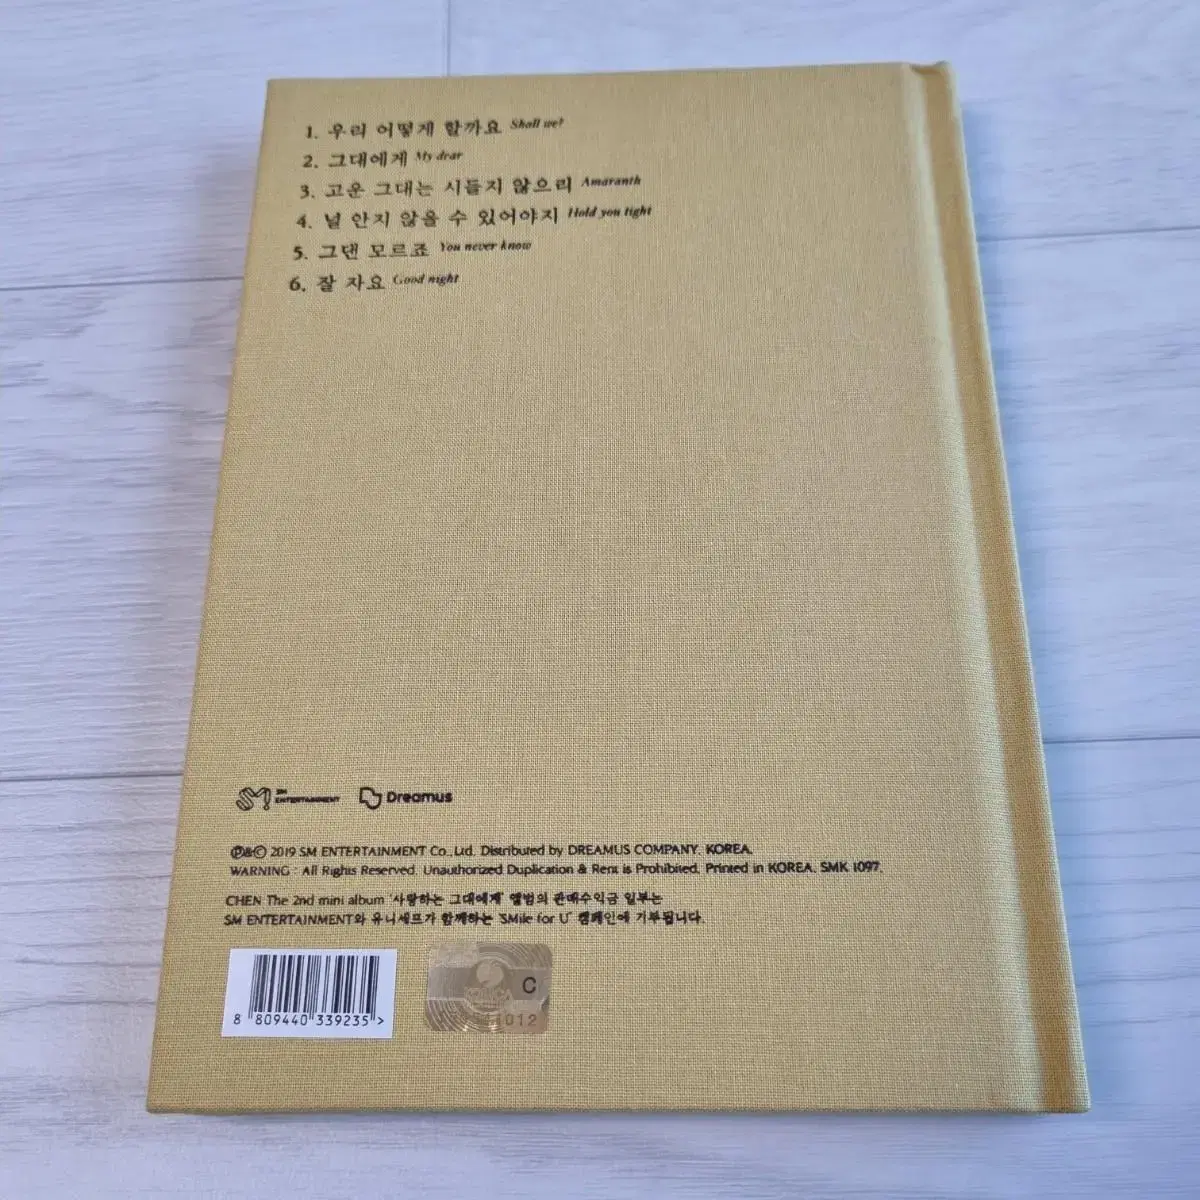 1. 우리 어떻게 할까요 Shall we?
2. 그대에게 My dear
3. 고운 그대는 시들지 않으리 Amaranth
4. 널 안지 않을 수 있어야지 Hold you tight
5. 그댄 모르죠 You never know
6. 잘 자요 Good night
SM ENTERTAINMENT Dreamus
Ⓟ&Ⓒ 2019 SM ENTERTAINMENT Co., Ltd. Distributed by DREAMUS COMPANY. KOREA.
WARNING : All Rights Reserved. Unauthorized Duplication & Rent is Prohibited. Printed in KOREA. SMK 1097.
CHEN The 2nd mini album '사랑하는 그대에게' 앨범의 판매수익금 일부는
SM ENTERTAINMENT와 유니세프가 함께하는 'SMile for U' 캠페인에 기부됩니다.
8 809440 339235 >
C
1012